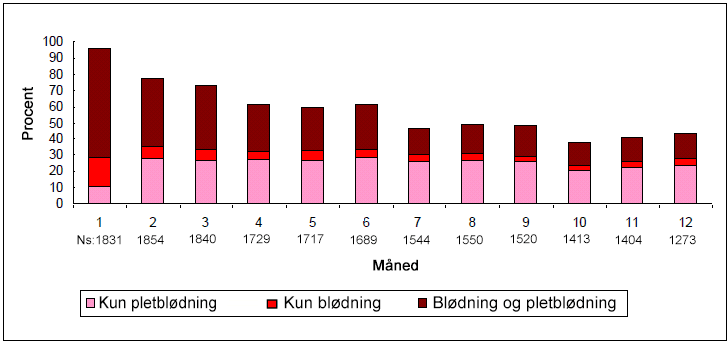 100
90
80
70
60
50
40
30
20
10
0
Procent
1 2 3 4 5 6 7 8 9 10 11 12
Ns:1831 1854 1840 1729 1717 1689 1544 1550 1520 1413 1404 1273
Måned
Kun pletblødning Kun blødning Blødning og pletblødning